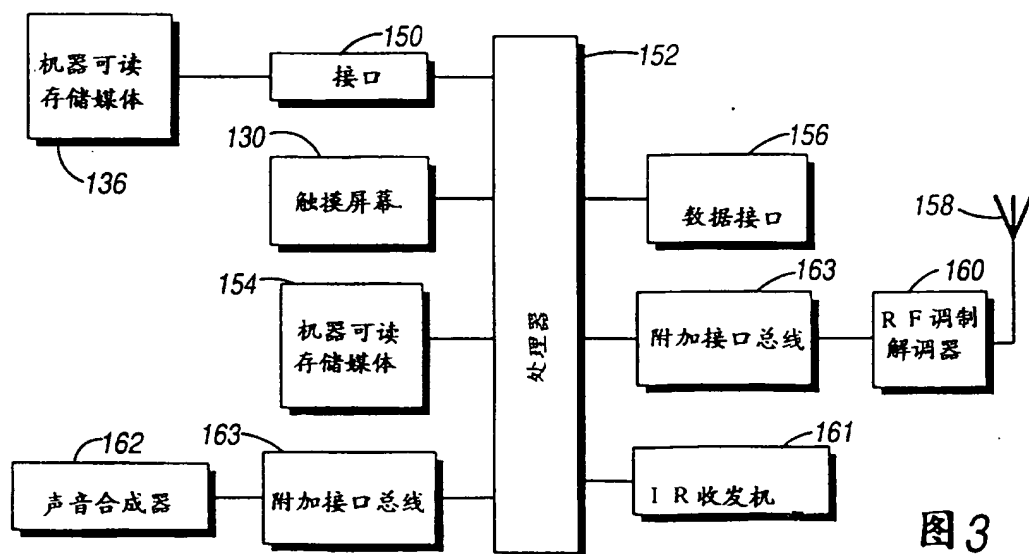 机器可读
存储媒体
136
150
接口
152
130
触摸屏幕
156
数据接口
158
154
机器可读
存储媒体
处理器
163
附加接口总线
160
RF调制
解调器
162
声音合成器
163
附加接口总线
161
IR收发机
图3